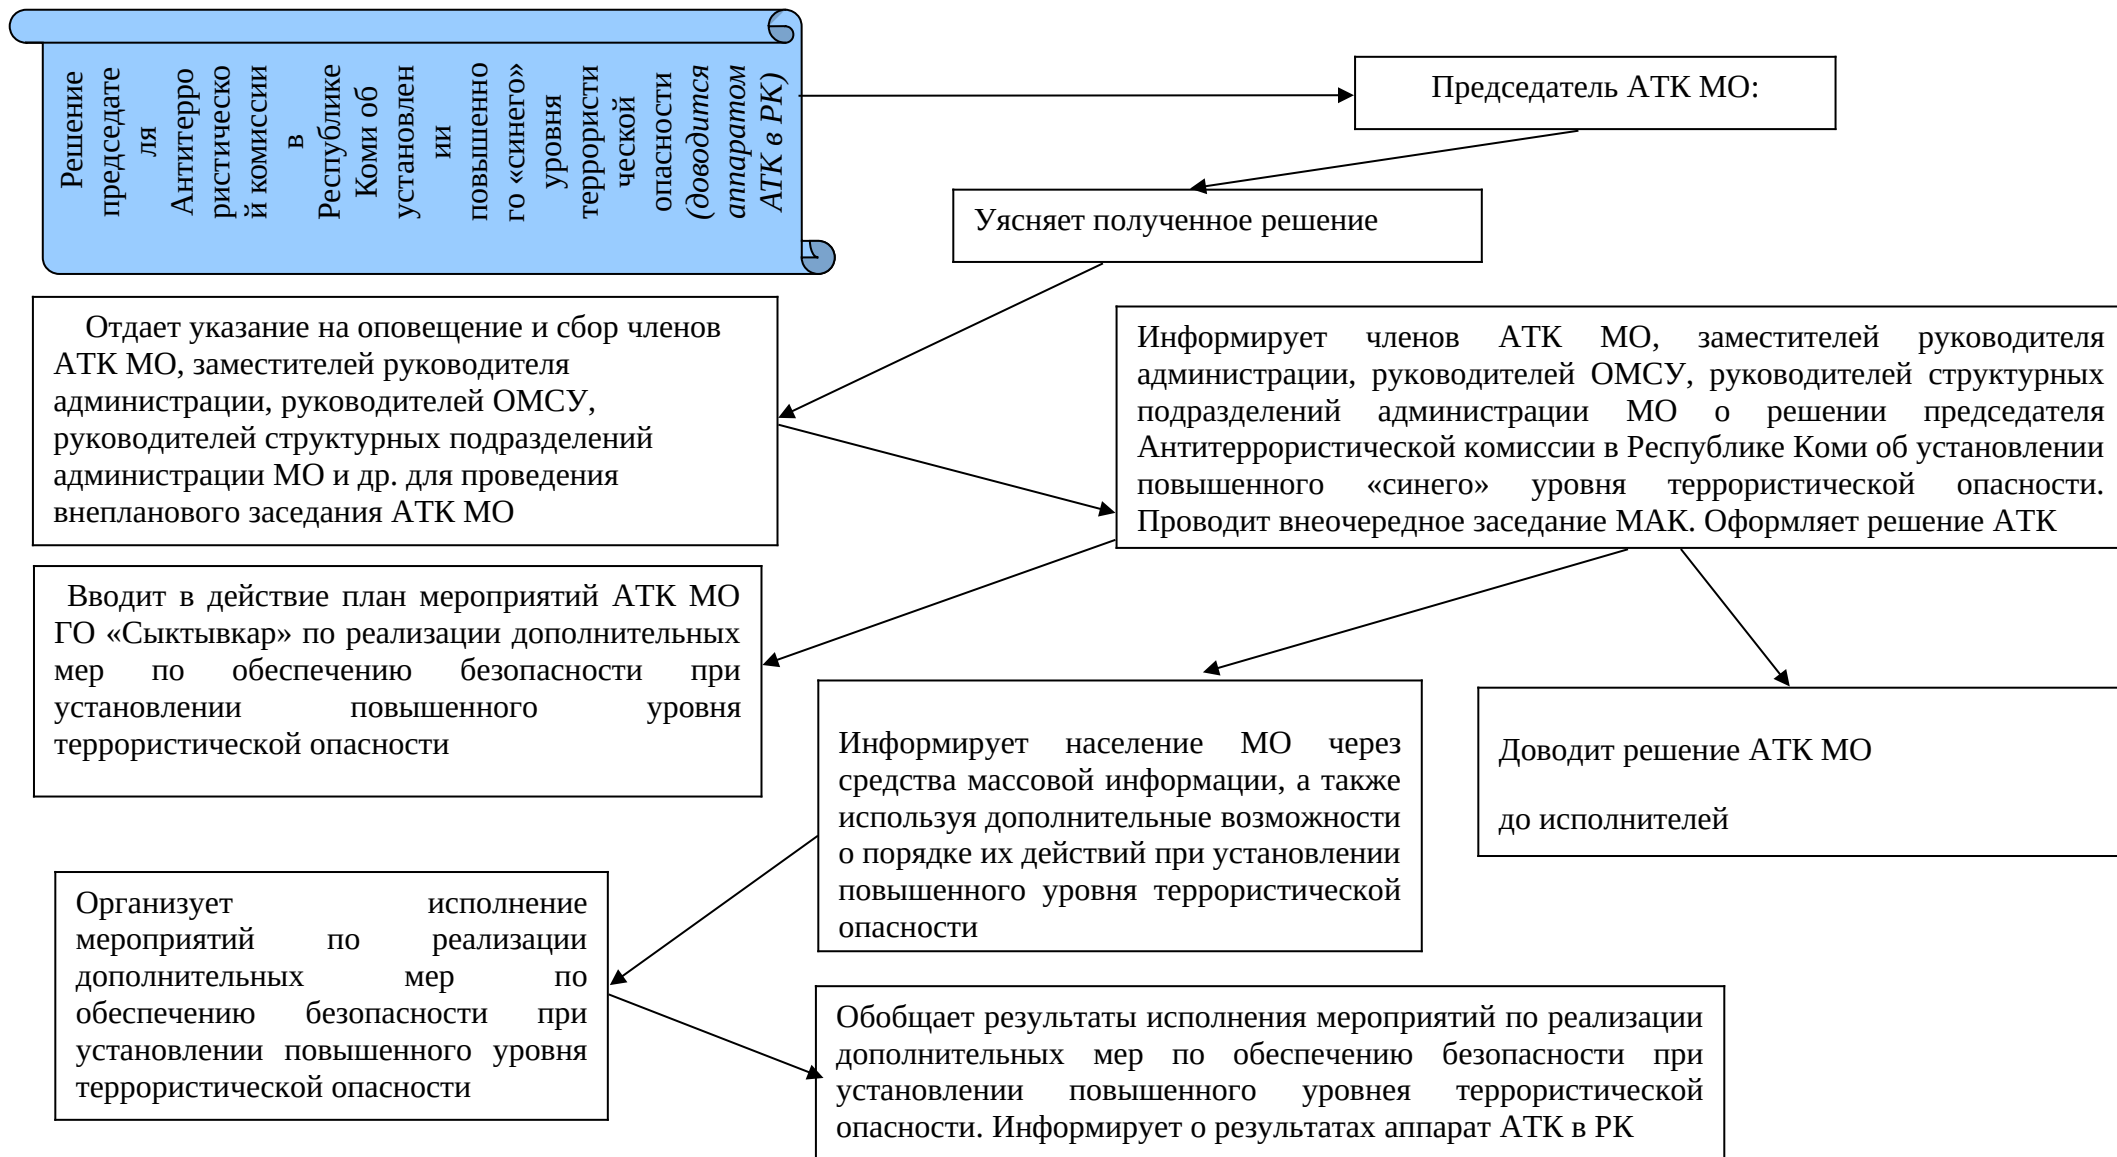 Решение
председате
ля
Антитерро
ристическо
й комиссии
в
Республике
Коми об
установлен
ии
повышенно
го «синего»
уровня
террористи
ческой
опасности
(доводится
аппаратом
АТК в РК)
Председатель АТК МО:
Уясняет полученное решение
Отдает указание на оповещение и сбор членов
АТК МО, заместителей руководителя
администрации, руководителей ОМСУ,
руководителей структурных подразделений
администрации МО и др. для проведения
внепланового заседания АТК МО
Информирует членов АТК МО, заместителей руководителя
администрации, руководителей ОМСУ, руководителей структурных
подразделений администрации МО о решении председателя
Антитеррористической комиссии в Республике Коми об установлении
повышенного «синего» уровня террористической опасности.
Проводит внеочередное заседание МАК. Оформляет решение АТК
Вводит в действие план мероприятий АТК МО
ГО «Сыктывкар» по реализации дополнительных
мер по обеспечению безопасности при
установлении повышенного уровня
террористической опасности
Информирует население МО через
средства массовой информации, а также
используя дополнительные возможности
о порядке их действий при установлении
повышенного уровня террористической
опасности
Доводит решение АТК МО
до исполнителей
Организует исполнение
мероприятий по реализации
дополнительных мер по
обеспечению безопасности при
установлении повышенного уровня
террористической опасности
Обобщает результаты исполнения мероприятий по реализации
дополнительных мер по обеспечению безопасности при
установлении повышенного уровнея террористической
опасности. Информирует о результатах аппарат АТК в РК